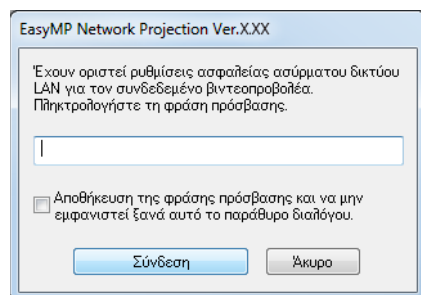 EasyMP Network Projection Ver.X.XX
Έχουν οριστεί ρυθμίσεις ασφαλείας ασύρματου δικτύου
LAN για τον συνδεδεμένο βιντεοπροβολέα.
Πληκτρολογήστε τη φράση πρόσβασης.
Αποθήκευση της φράσης πρόσβασης και να μην
εμφανιστεί ξανά αυτό το παράθυρο διαλόγου.
Σύνδεση Άκυρο